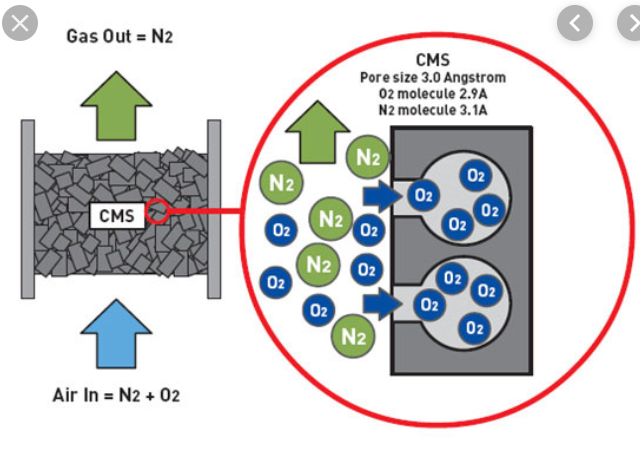 Gas Out = N2
CMS
Air In = N2 + O2
CMS
Pore size 3.0 Angstrom
O2 molecule 2.9A
N2 molecule 3.1A
N2
N2
O2
N2
O2
N2
O2
O2
O2
N2
O2
O2
O2
O2
O2
O2
O2
O2